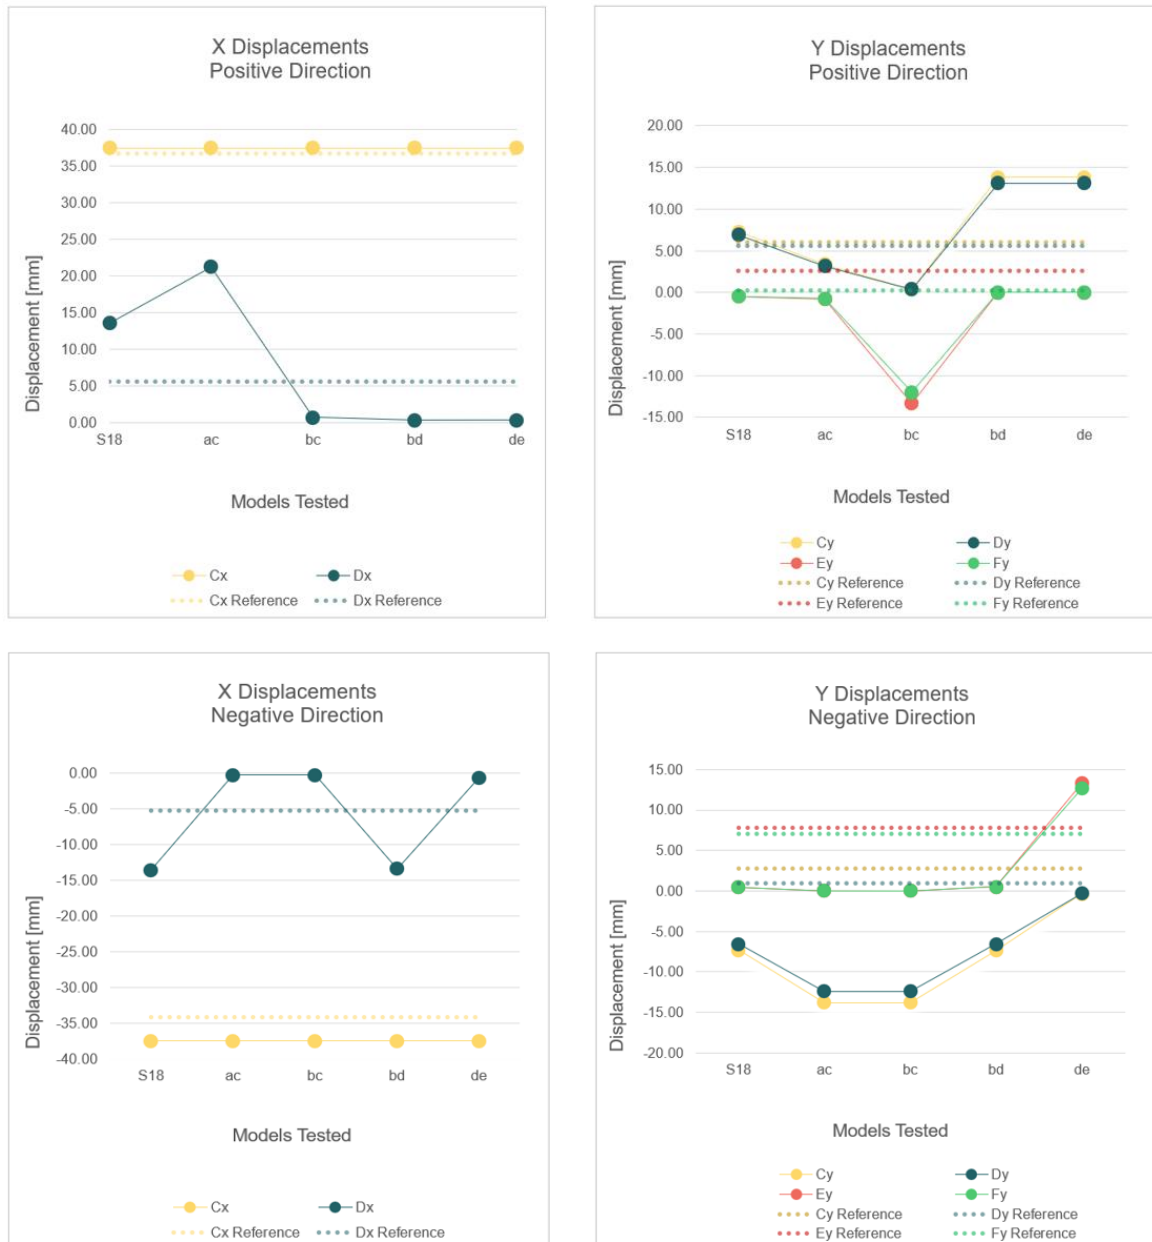 X Displacements
Positive Direction
Displacement [mm]
40.00
35.00
30.00
25.00
20.00
15.00
10.00
5.00
0.00
S18 ac bc bd de
Models Tested
Cx Dx
Cx Reference Dx Reference
Y Displacements
Positive Direction
Displacement [mm]
20.00
15.00
10.00
5.00
0.00
-5.00
-10.00
-15.00
S18 ac bc bd de
Models Tested
Cy Dy
Ey Fy
Cy Reference Dy Reference
Ey Reference Fy Reference
X Displacements
Negative Direction
Displacement [mm]
0.00
-5.00
-10.00
-15.00
-20.00
-25.00
-30.00
-35.00
-40.00
S18 ac bc bd de
Models Tested
Cx Dx
Cx Reference Dx Reference
Y Displacements
Negative Direction
Displacement [mm]
15.00
10.00
5.00
0.00
-5.00
-10.00
-15.00
-20.00
S18 ac bc bd de
Models Tested
Cy Dy
Ey Fy
Cy Reference Dy Reference
Ey Reference Fy Reference